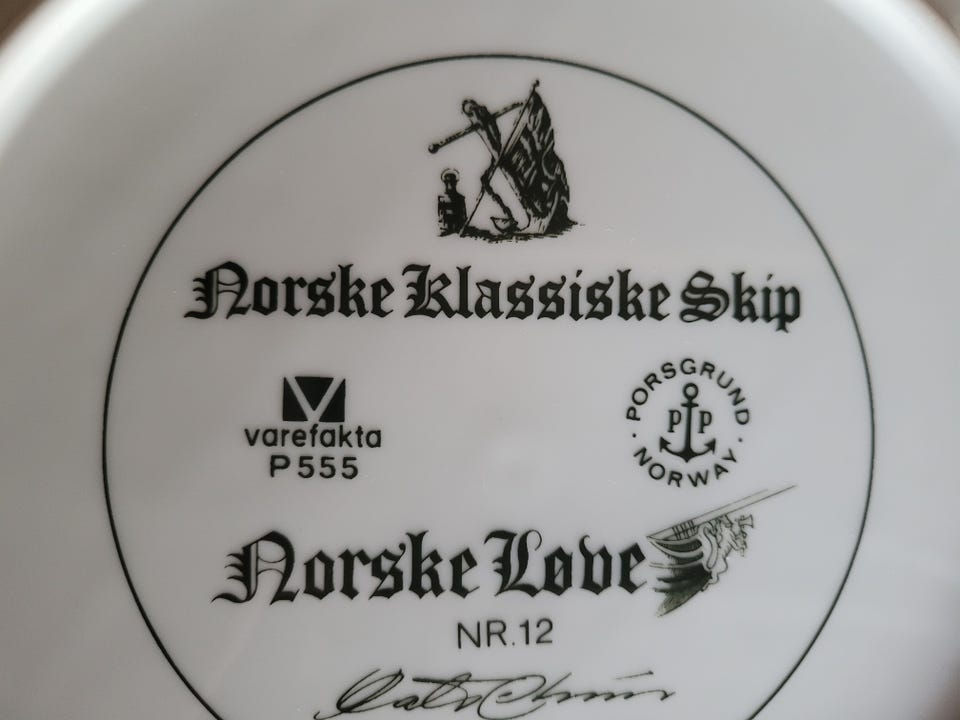 Norske Klassiske Skip
varefakta
P555
PORSGRUND
PP
NORWAY
Norske Løve
NR.12